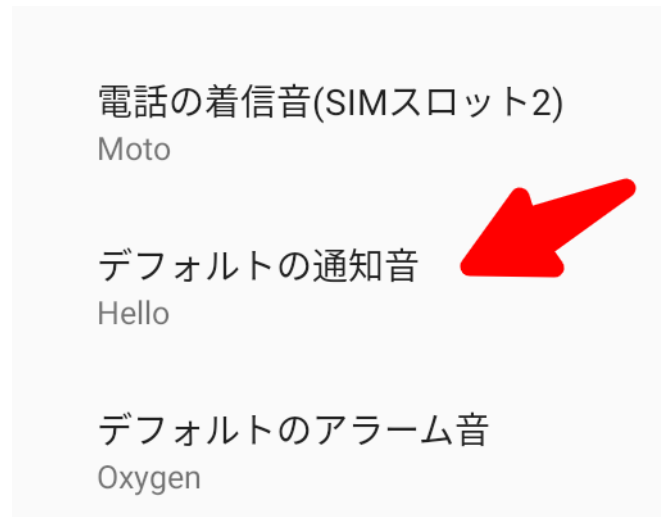 電話の着信音(SIMスロット2)
Moto
デフォルトの通知音
Hello
デフォルトのアラーム音
Oxygen